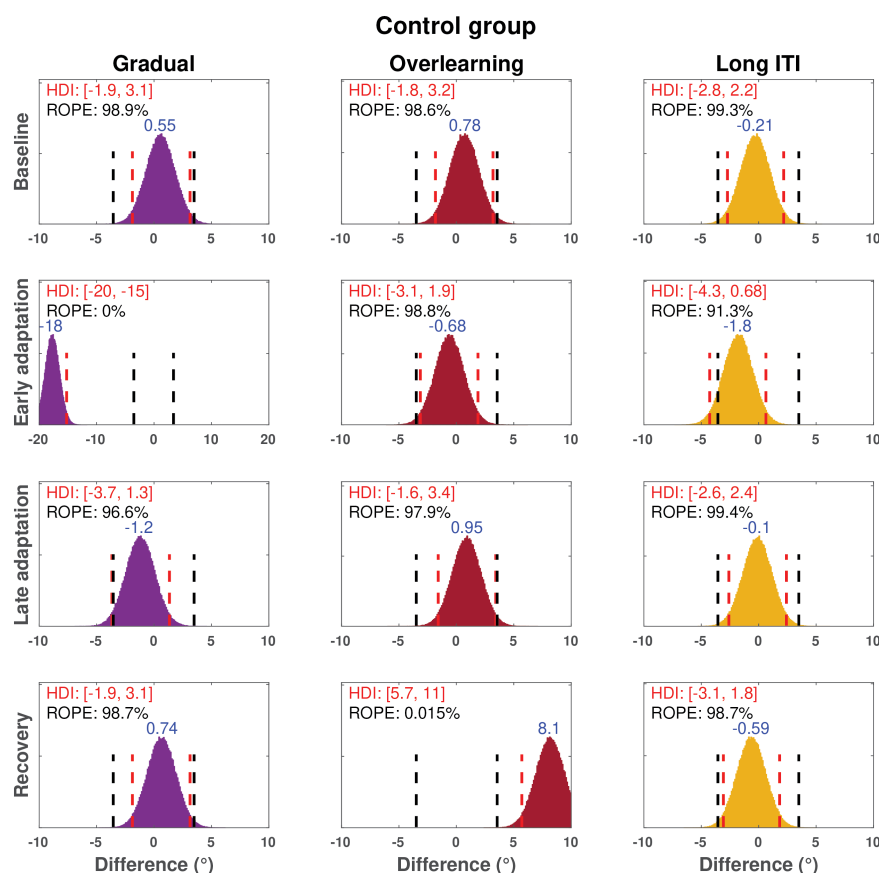 Control group
Gradual
Overlearning
Long ITI
Baseline
HDI: [-1.9, 3.1]
ROPE: 98.9%
0.55
-10 -5 0 5 10
HDI: [-1.8, 3.2]
ROPE: 98.6%
0.78
-10 -5 0 5 10
HDI: [-2.8, 2.2]
ROPE: 99.3%
-0.21
-10 -5 0 5 10
Early adaptation
HDI: [-20, -15]
ROPE: 0%
-18
-20 -10 0 10 20
HDI: [-3.1, 1.9]
ROPE: 98.8%
-0.68
-10 -5 0 5 10
HDI: [-4.3, 0.68]
ROPE: 91.3%
-1.8
-10 -5 0 5 10
Late adaptation
HDI: [-3.7, 1.3]
ROPE: 96.6%
-1.2
-10 -5 0 5 10
HDI: [-1.6, 3.4]
ROPE: 97.9%
0.95
-10 -5 0 5 10
HDI: [-2.6, 2.4]
ROPE: 99.4%
-0.1
-10 -5 0 5 10
Recovery
HDI: [-1.9, 3.1]
ROPE: 98.7%
0.74
-10 -5 0 5 10
Difference (°)
HDI: [5.7, 11]
ROPE: 0.015%
8.1
-10 -5 0 5 10
Difference (°)
HDI: [-3.1, 1.8]
ROPE: 98.7%
-0.59
-10 -5 0 5 10
Difference (°)